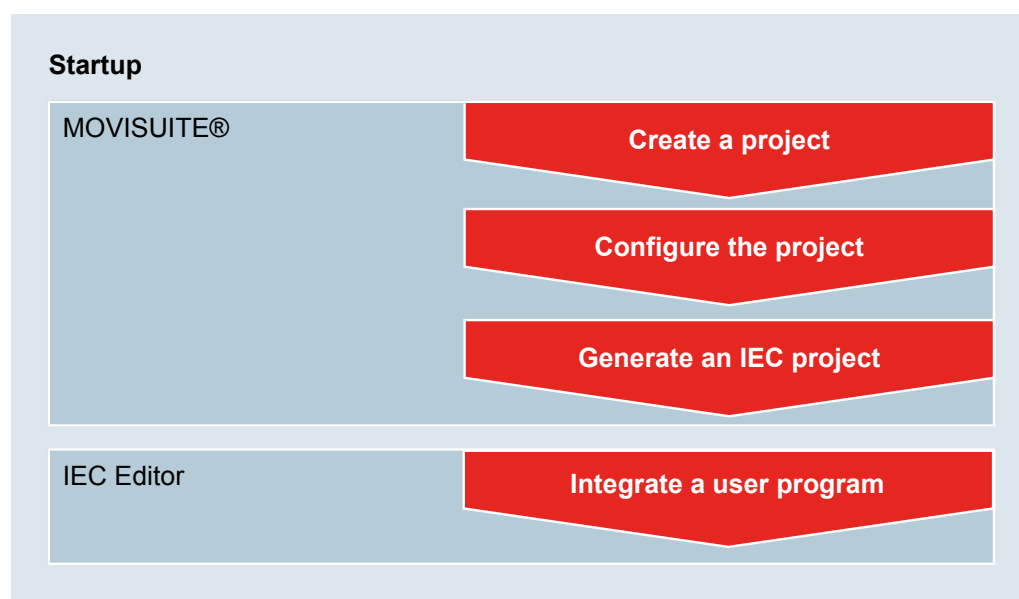 Startup
MOVISUITE®
Create a project
Configure the project
Generate an IEC project
IEC Editor
Integrate a user program